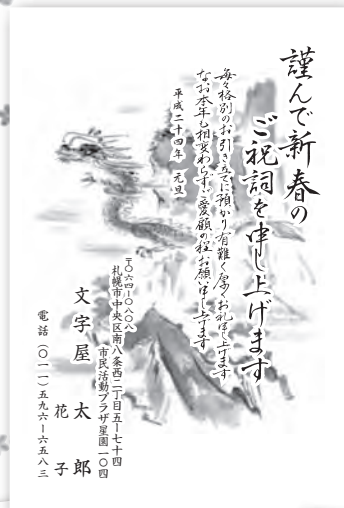 謹んで新春の
ご祝詞を申し上げます
毎々格別のお引き立てに預かり有難く厚くお礼申し上げます
なお本年も相変わらずご愛顧の程お願い申し上げます
平成二十四年 元旦
〒〇六四-〇八〇八
札幌市中央区南八条西二丁目五-七十四
市民活動プラザ星園一〇四
文字屋 太郎
花子
電話(〇一一)五九六-六五八三